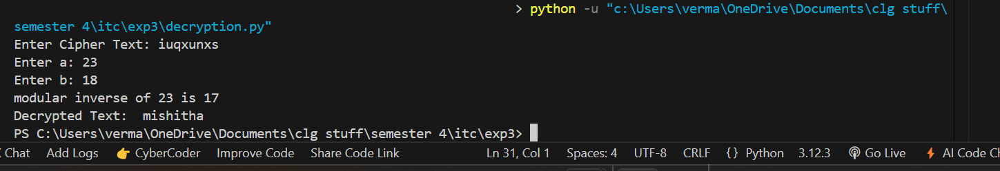 > python -u "c:\Users\verma\OneDrive\Documents\clg stuff\
semester 4\itc\exp3\decryption.py"
Enter Cipher Text: iuqxunxs
Enter a: 23
Enter b: 18
modular inverse of 23 is 17
Decrypted Text:  mishitha
PS C:\Users\verma\OneDrive\Documents\clg stuff\semester 4\itc\exp3>
Chat Add Logs 👉 CyberCoder Improve Code Share Code Link Ln 31, Col 1 Spaces: 4 UTF-8 CRLF {} Python 3.12.3 Go Live AI Code